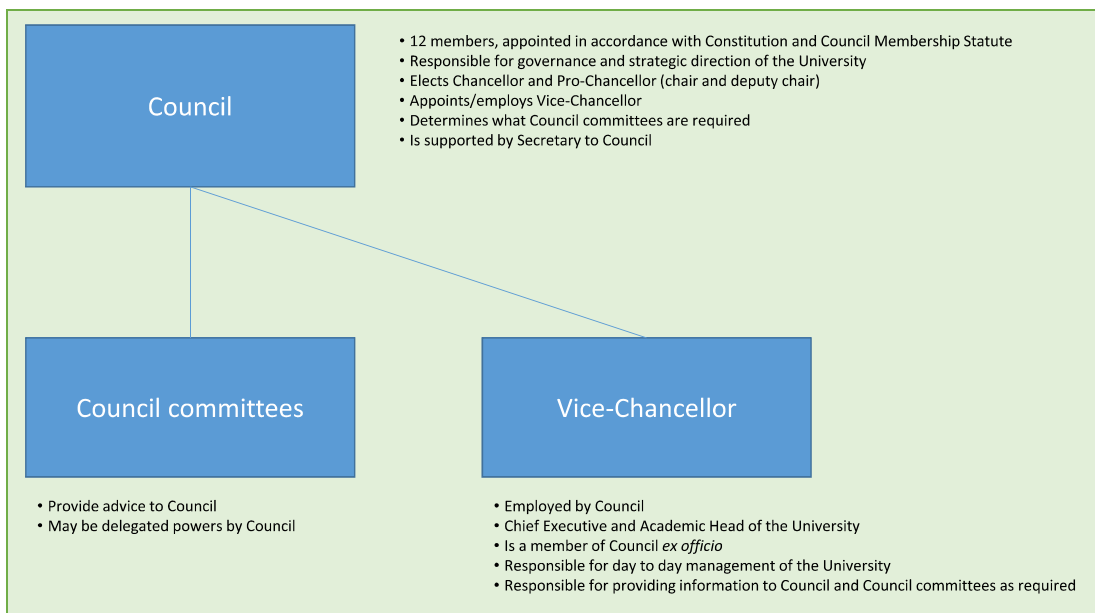 Council
• 12 members, appointed in accordance with Constitution and Council Membership Statute
• Responsible for governance and strategic direction of the University
• Elects Chancellor and Pro-Chancellor (chair and deputy chair)
• Appoints/employs Vice-Chancellor
• Determines what Council committees are required
• Is supported by Secretary to Council
Council committees
• Provide advice to Council
• May be delegated powers by Council
Vice-Chancellor
• Employed by Council
• Chief Executive and Academic Head of the University
• Is a member of Council ex officio
• Responsible for day to day management of the University
• Responsible for providing information to Council and Council committees as required